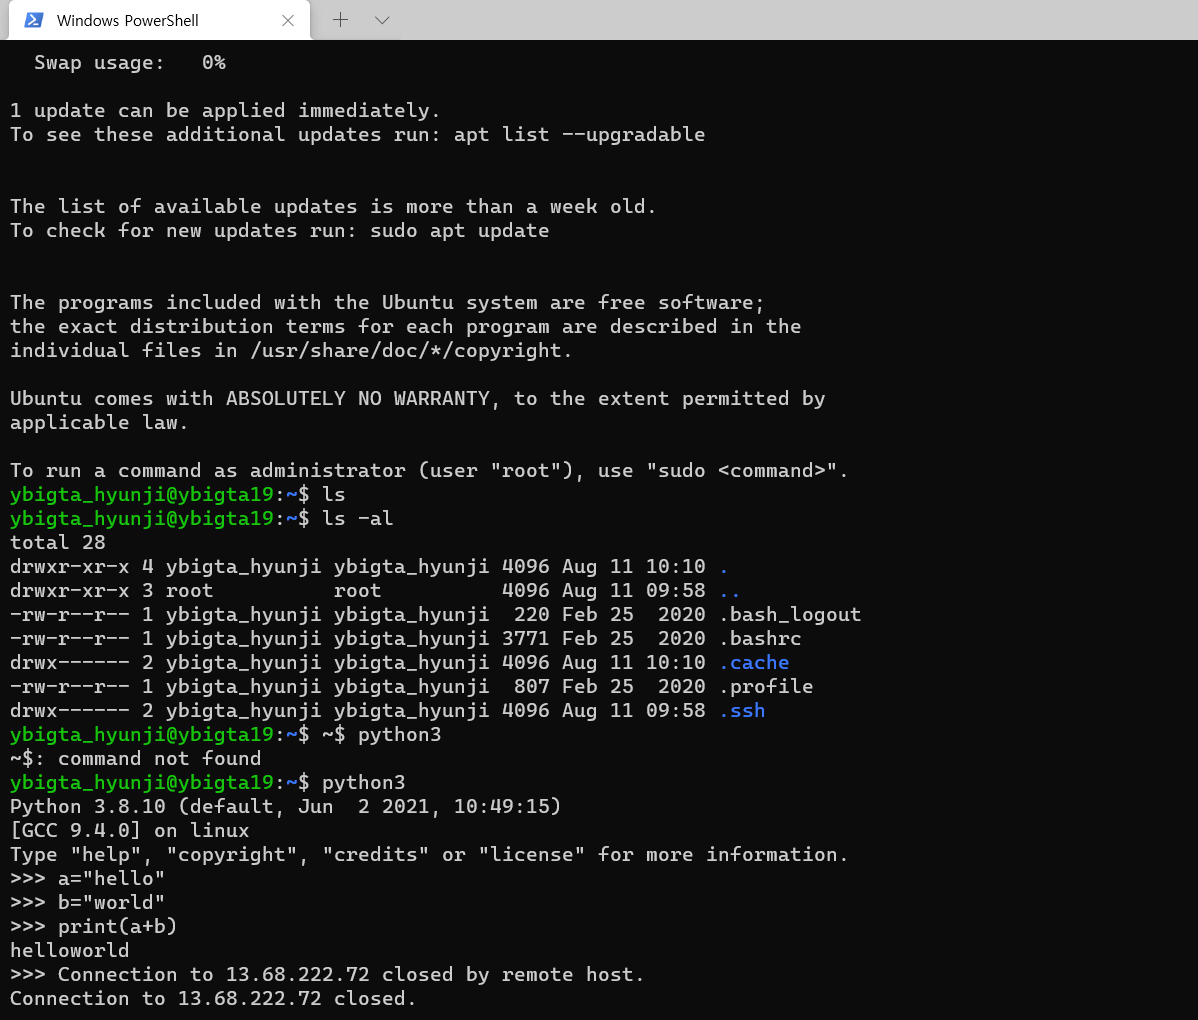 Windows PowerShell
  Swap usage:   0%
1 update can be applied immediately.
To see these additional updates run: apt list --upgradable
The list of available updates is more than a week old.
To check for new updates run: sudo apt update
The programs included with the Ubuntu system are free software;
the exact distribution terms for each program are described in the
individual files in /usr/share/doc/*/copyright.
Ubuntu comes with ABSOLUTELY NO WARRANTY, to the extent permitted by
applicable law.
To run a command as administrator (user "root"), use "sudo <command>".
ybigta_hyunji@ybigta19:~$ ls
ybigta_hyunji@ybigta19:~$ ls -al
total 28
drwxr-xr-x 4 ybigta_hyunji ybigta_hyunji 4096 Aug 11 10:10 .
drwxr-xr-x 3 root          root          4096 Aug 11 09:58 ..
-rw-r--r-- 1 ybigta_hyunji ybigta_hyunji  220 Feb 25  2020 .bash_logout
-rw-r--r-- 1 ybigta_hyunji ybigta_hyunji 3771 Feb 25  2020 .bashrc
drwx------ 2 ybigta_hyunji ybigta_hyunji 4096 Aug 11 10:10 .cache
-rw-r--r-- 1 ybigta_hyunji ybigta_hyunji  807 Feb 25  2020 .profile
drwx------ 2 ybigta_hyunji ybigta_hyunji 4096 Aug 11 09:58 .ssh
ybigta_hyunji@ybigta19:~$ ~$ python3
~$: command not found
ybigta_hyunji@ybigta19:~$ python3
Python 3.8.10 (default, Jun  2 2021, 10:49:15)
[GCC 9.4.0] on linux
Type "help", "copyright", "credits" or "license" for more information.
>>> a="hello"
>>> b="world"
>>> print(a+b)
helloworld
>>> Connection to 13.68.222.72 closed by remote host.
Connection to 13.68.222.72 closed.